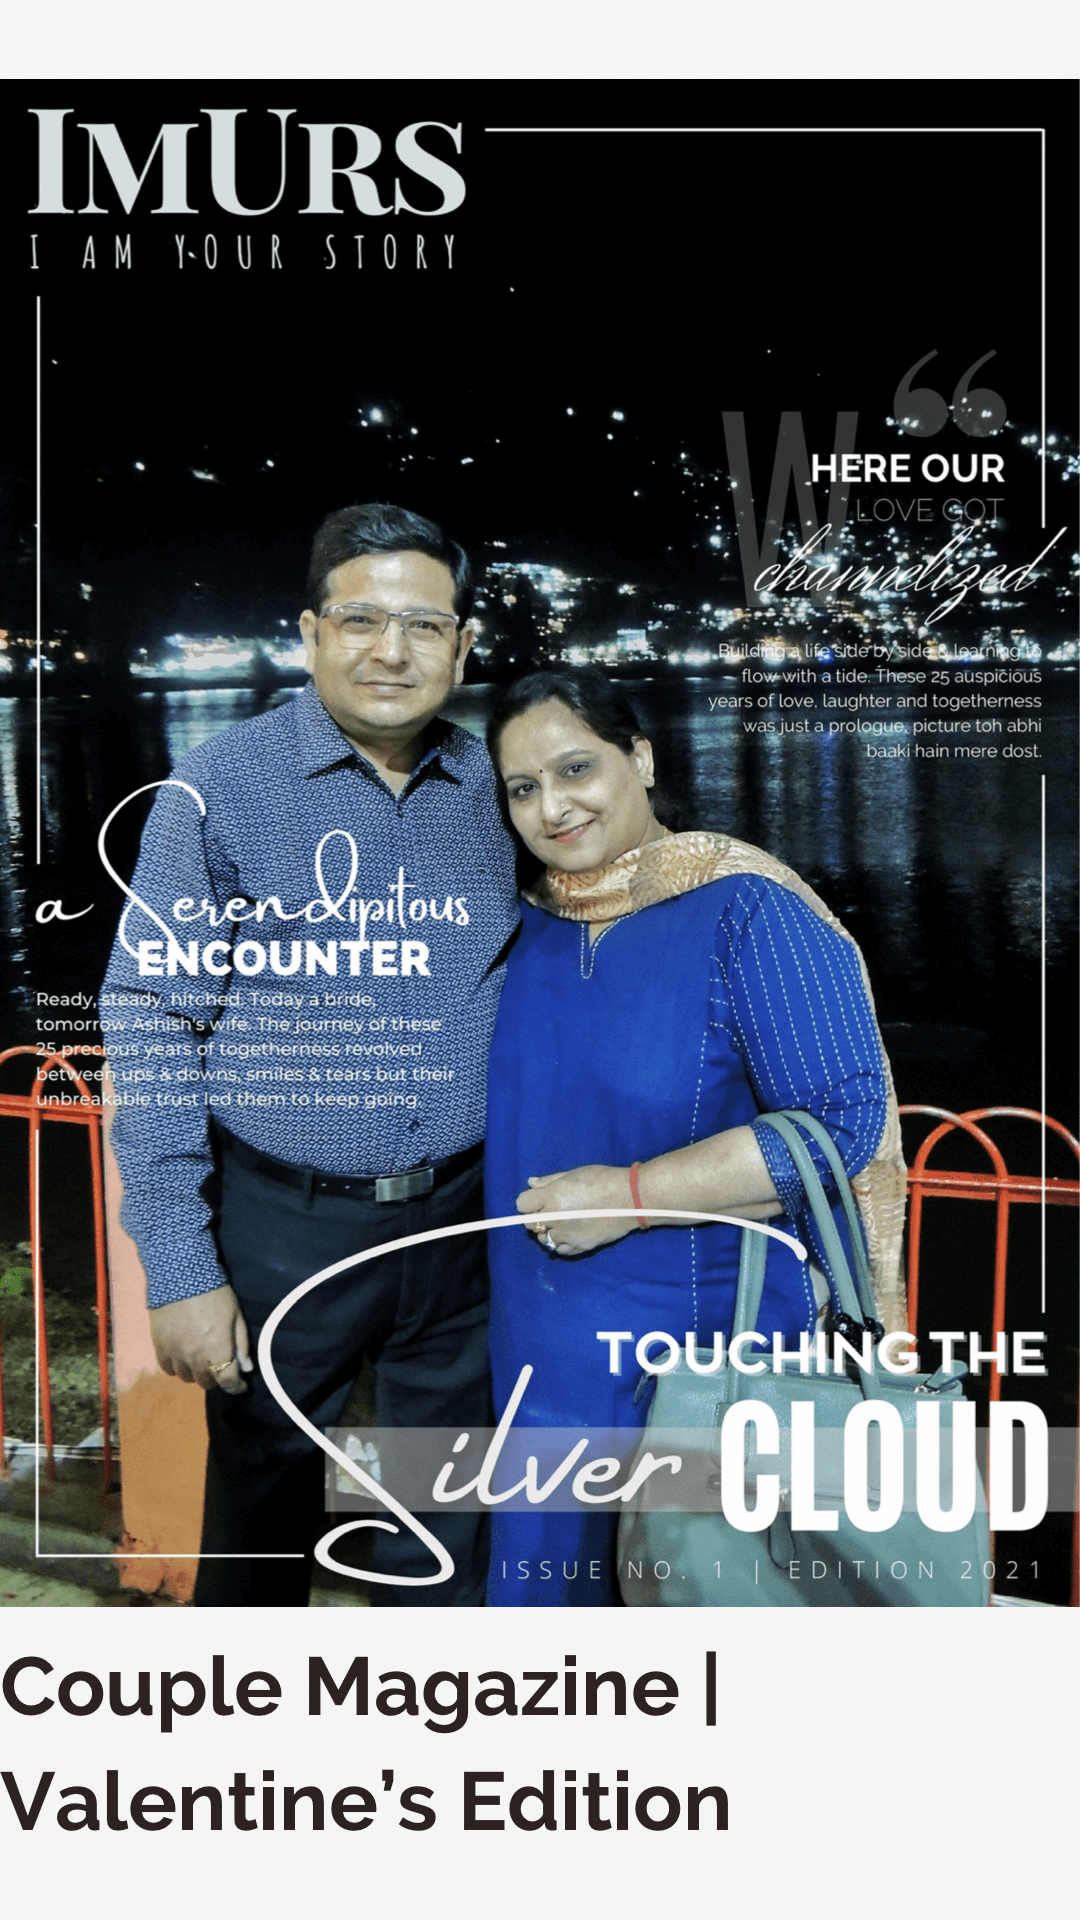 IMURS
I AM YOUR STORY
WHERE OUR
LOVE GOT
channelized
Building a life side by side & learning to
flow with a tide. These 25 auspicious
years of love, laughter and togetherness
was just a prologue, picture toh abhi
baaki hain mere dost.
a Serendipitous
ENCOUNTER
Ready, steady, hitched. Today a bride,
tomorrow Ashish's wife. The journey of these
25 precious years of togetherness revolved
between ups & downs, smiles & tears but their
unbreakable trust led them to keep going.
TOUCHING THE
Silver CLOUD
ISSUE NO. 1 | EDITION 2021
Couple Magazine |
Valentine’s Edition